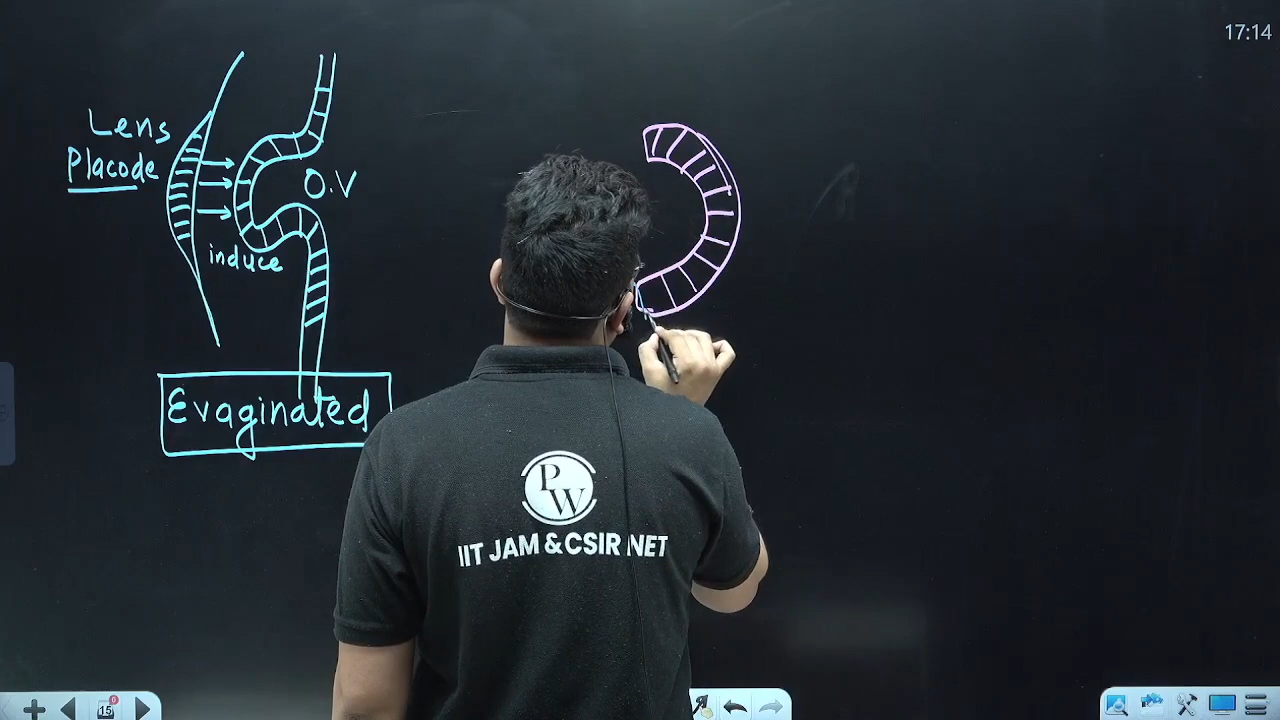 17:14
Lens
Placode
O.V
induce
Evaginated
PW
IIT JAM & CSIR NET
15